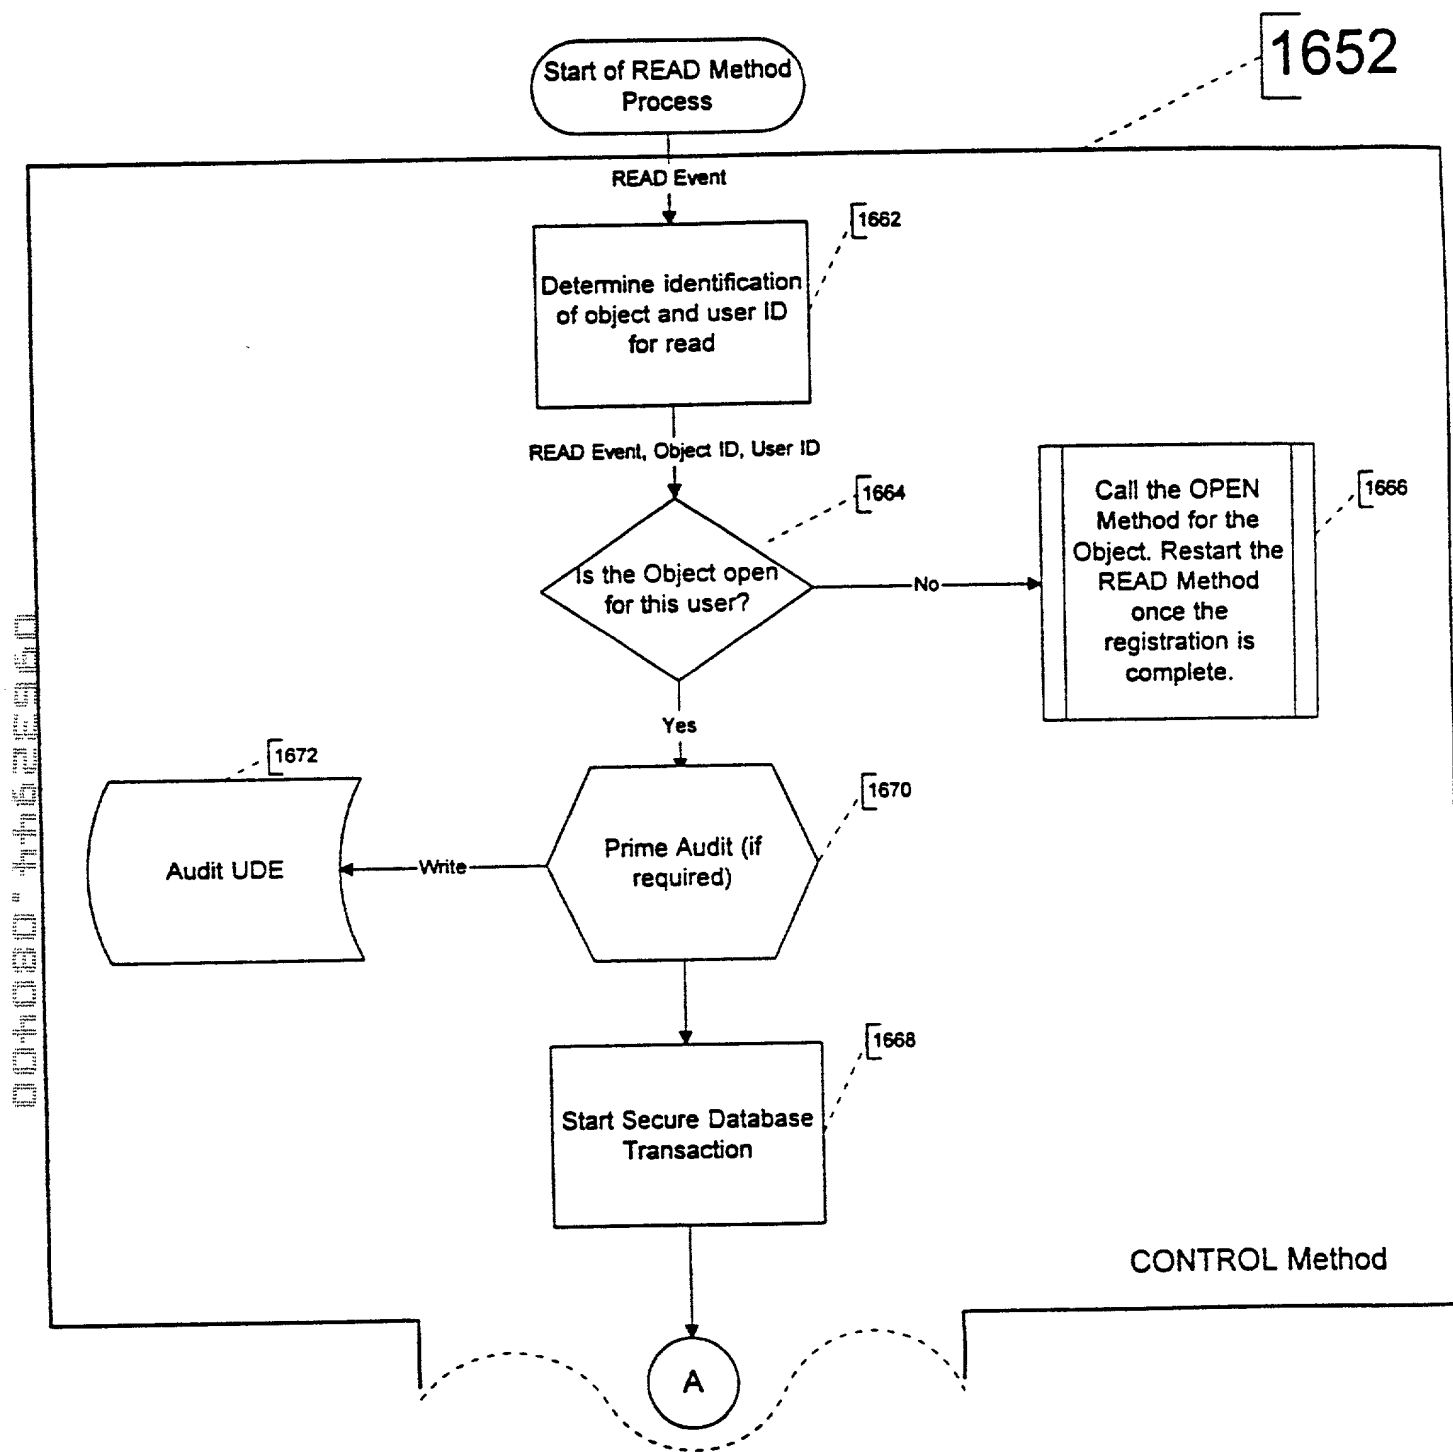 1652
Start of READ Method
Process
READ Event
1662
Determine identification
of object and user ID
for read
READ Event, Object ID, User ID
1664
Is the Object open
for this user?
No
Call the OPEN
Method for the
Object. Restart the
READ Method
once the
registration is
complete.
1666
Yes
1672
Audit UDE
Write
1670
Prime Audit (if
required)
1668
Start Secure Database
Transaction
CONTROL Method
A